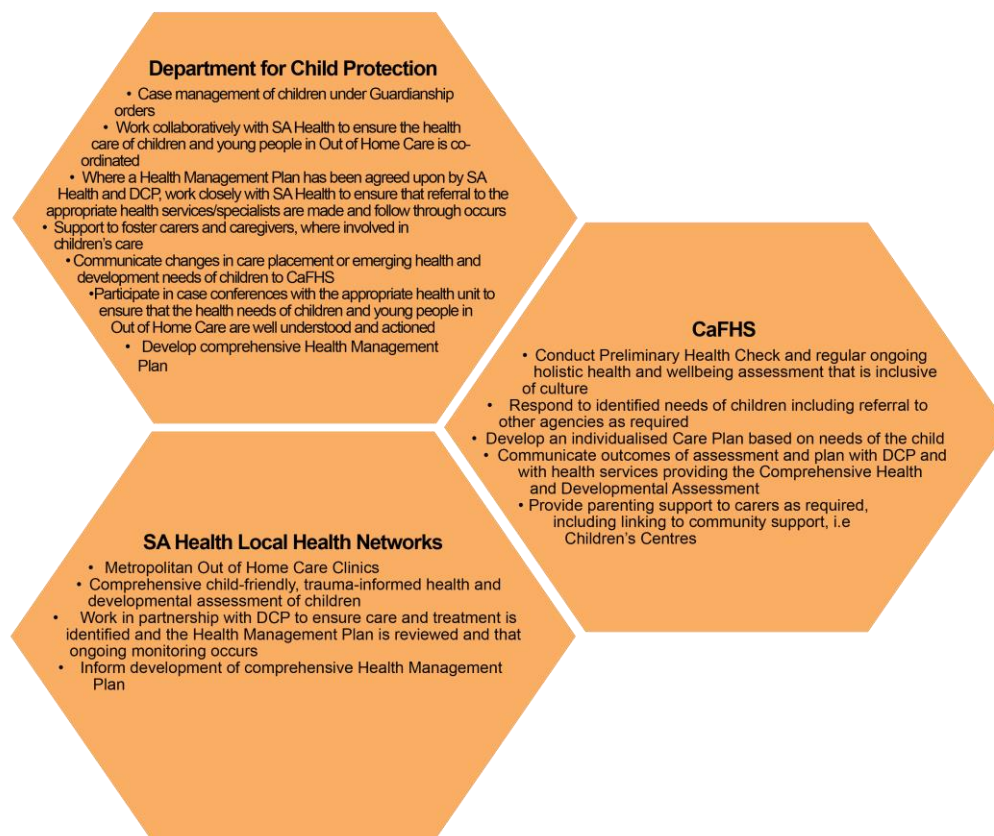 Department for Child Protection
• Case management of children under Guardianship
orders
• Work collaboratively with SA Health to ensure the health
care of children and young people in Out of Home Care is co-
ordinated
• Where a Health Management Plan has been agreed upon by SA
Health and DCP, work closely with SA Health to ensure that referral to the
appropriate health services/specialists are made and follow through occurs
• Support to foster carers and caregivers, where involved in
children's care
• Communicate changes in care placement or emerging health and
development needs of children to CaFHS
•Participate in case conferences with the appropriate health unit to
ensure that the health needs of children and young people in
Out of Home Care are well understood and actioned
• Develop comprehensive Health Management
Plan
CaFHS
• Conduct Preliminary Health Check and regular ongoing
holistic health and wellbeing assessment that is inclusive
of culture
• Respond to identified needs of children including referral to
other agencies as required
• Develop an individualised Care Plan based on needs of the child
• Communicate outcomes of assessment and plan with DCP and
with health services providing the Comprehensive Health
and Developmental Assessment
• Provide parenting support to carers as required,
including linking to community support, i.e
Children's Centres
SA Health Local Health Networks
• Metropolitan Out of Home Care Clinics
• Comprehensive child-friendly, trauma-informed health and
developmental assessment of children
• Work in partnership with DCP to ensure care and treatment is
identified and the Health Management Plan is reviewed and that
ongoing monitoring occurs
• Inform development of comprehensive Health Management
Plan